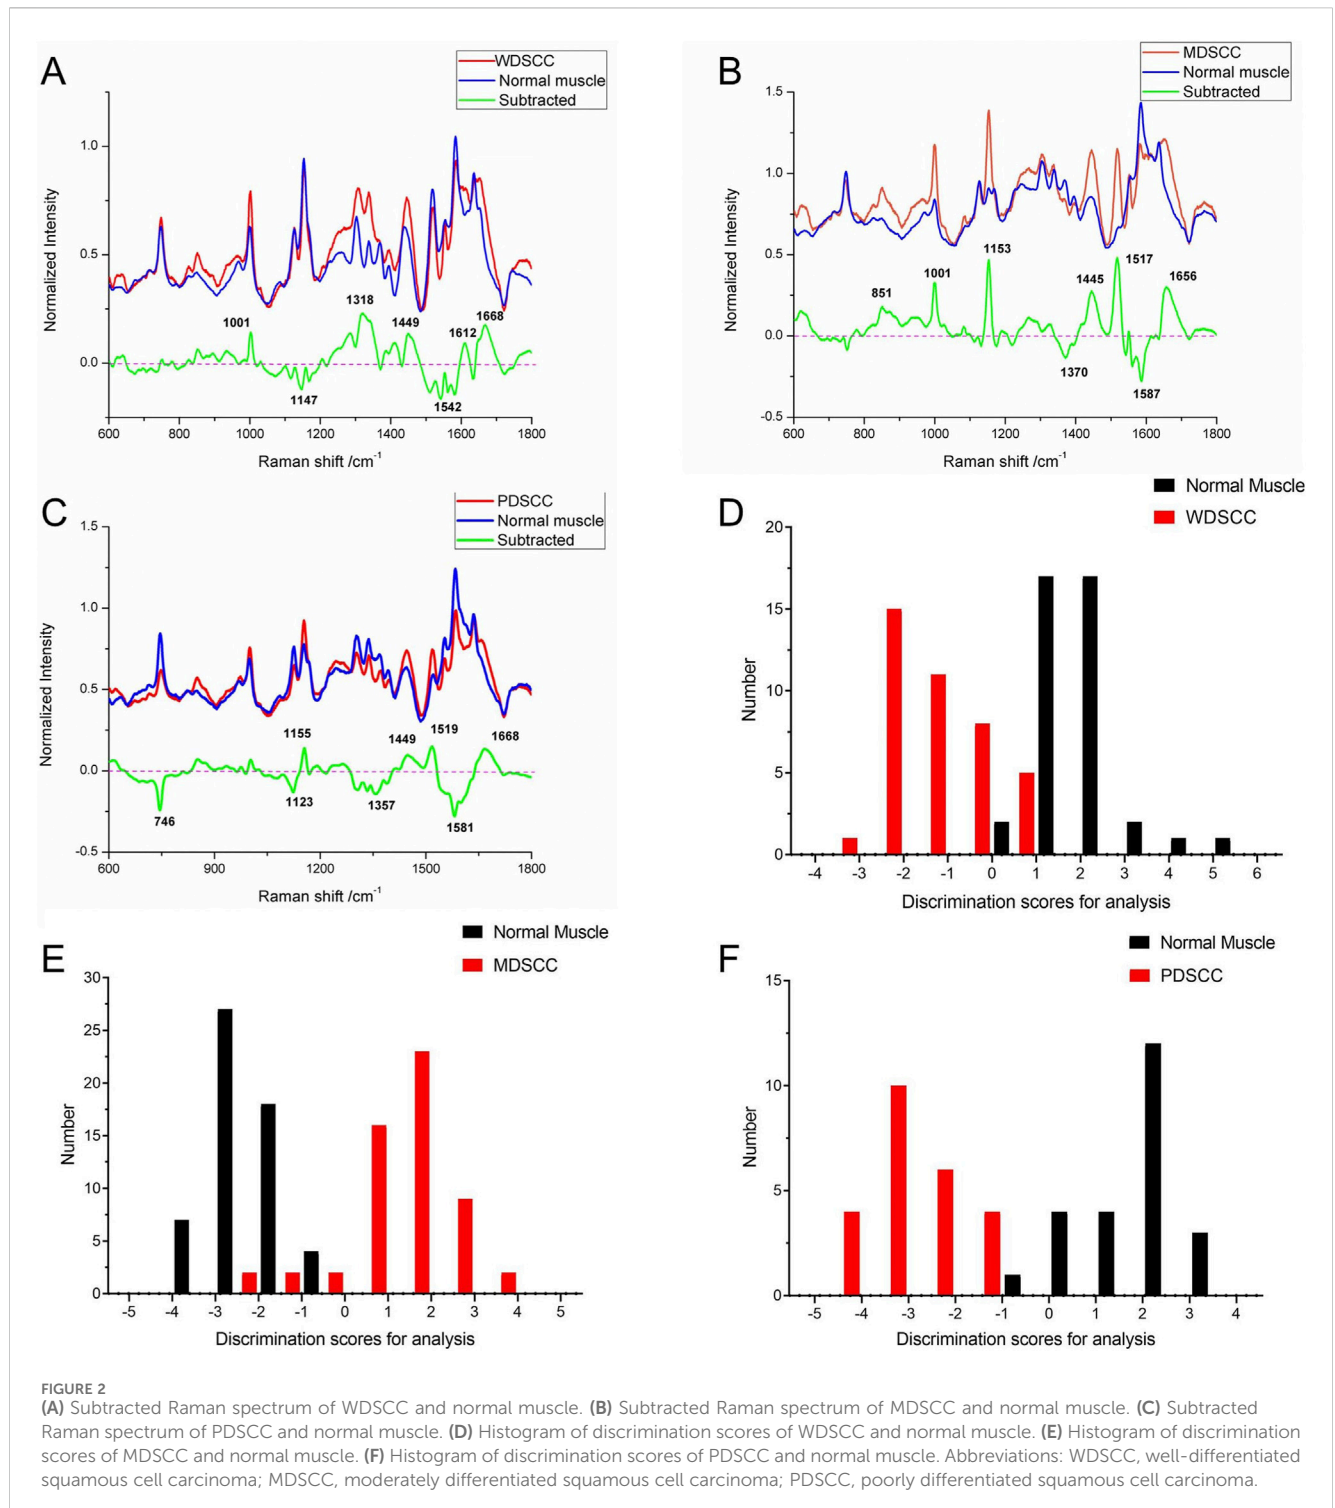 A
WDSCC
Normal muscle
Subtracted
Normalized Intensity
1.0
0.5
0.0
1001
1318
1449
1612
1668
1147
1542
600 800 1000 1200 1400 1600 1800
Raman shift /cm-1
B
MDSCC
Normal muscle
Subtracted
Normalized Intensity
1.5
1.0
0.5
0.0
-0.5
851
1001
1153
1445
1517
1656
1370
1587
600 800 1000 1200 1400 1600 1800
Raman shift /cm-1
C
PDSCC
Normal muscle
Subtracted
Normalized Intensity
1.5
1.0
0.5
0.0
-0.5
1155
1449
1519
1668
746
1123
1357
1581
600 900 1200 1500 1800
Raman shift /cm-1
D
Normal Muscle
WDSCC
Number
20
15
10
5
0
-4 -3 -2 -1 0 1 2 3 4 5 6
Discrimination scores for analysis
E
Normal Muscle
MDSCC
Number
30
25
20
15
10
5
0
-5 -4 -3 -2 -1 0 1 2 3 4 5
Discrimination scores for analysis
F
Normal Muscle
PDSCC
Number
15
10
5
0
-5 -4 -3 -2 -1 0 1 2 3 4
Discrimination scores for analysis
FIGURE 2
(A) Subtracted Raman spectrum of WDSCC and normal muscle. (B) Subtracted Raman spectrum of MDSCC and normal muscle. (C) Subtracted
Raman spectrum of PDSCC and normal muscle. (D) Histogram of discrimination scores of WDSCC and normal muscle. (E) Histogram of discrimination
scores of MDSCC and normal muscle. (F) Histogram of discrimination scores of PDSCC and normal muscle. Abbreviations: WDSCC, well-differentiated
squamous cell carcinoma; MDSCC, moderately differentiated squamous cell carcinoma; PDSCC, poorly differentiated squamous cell carcinoma.